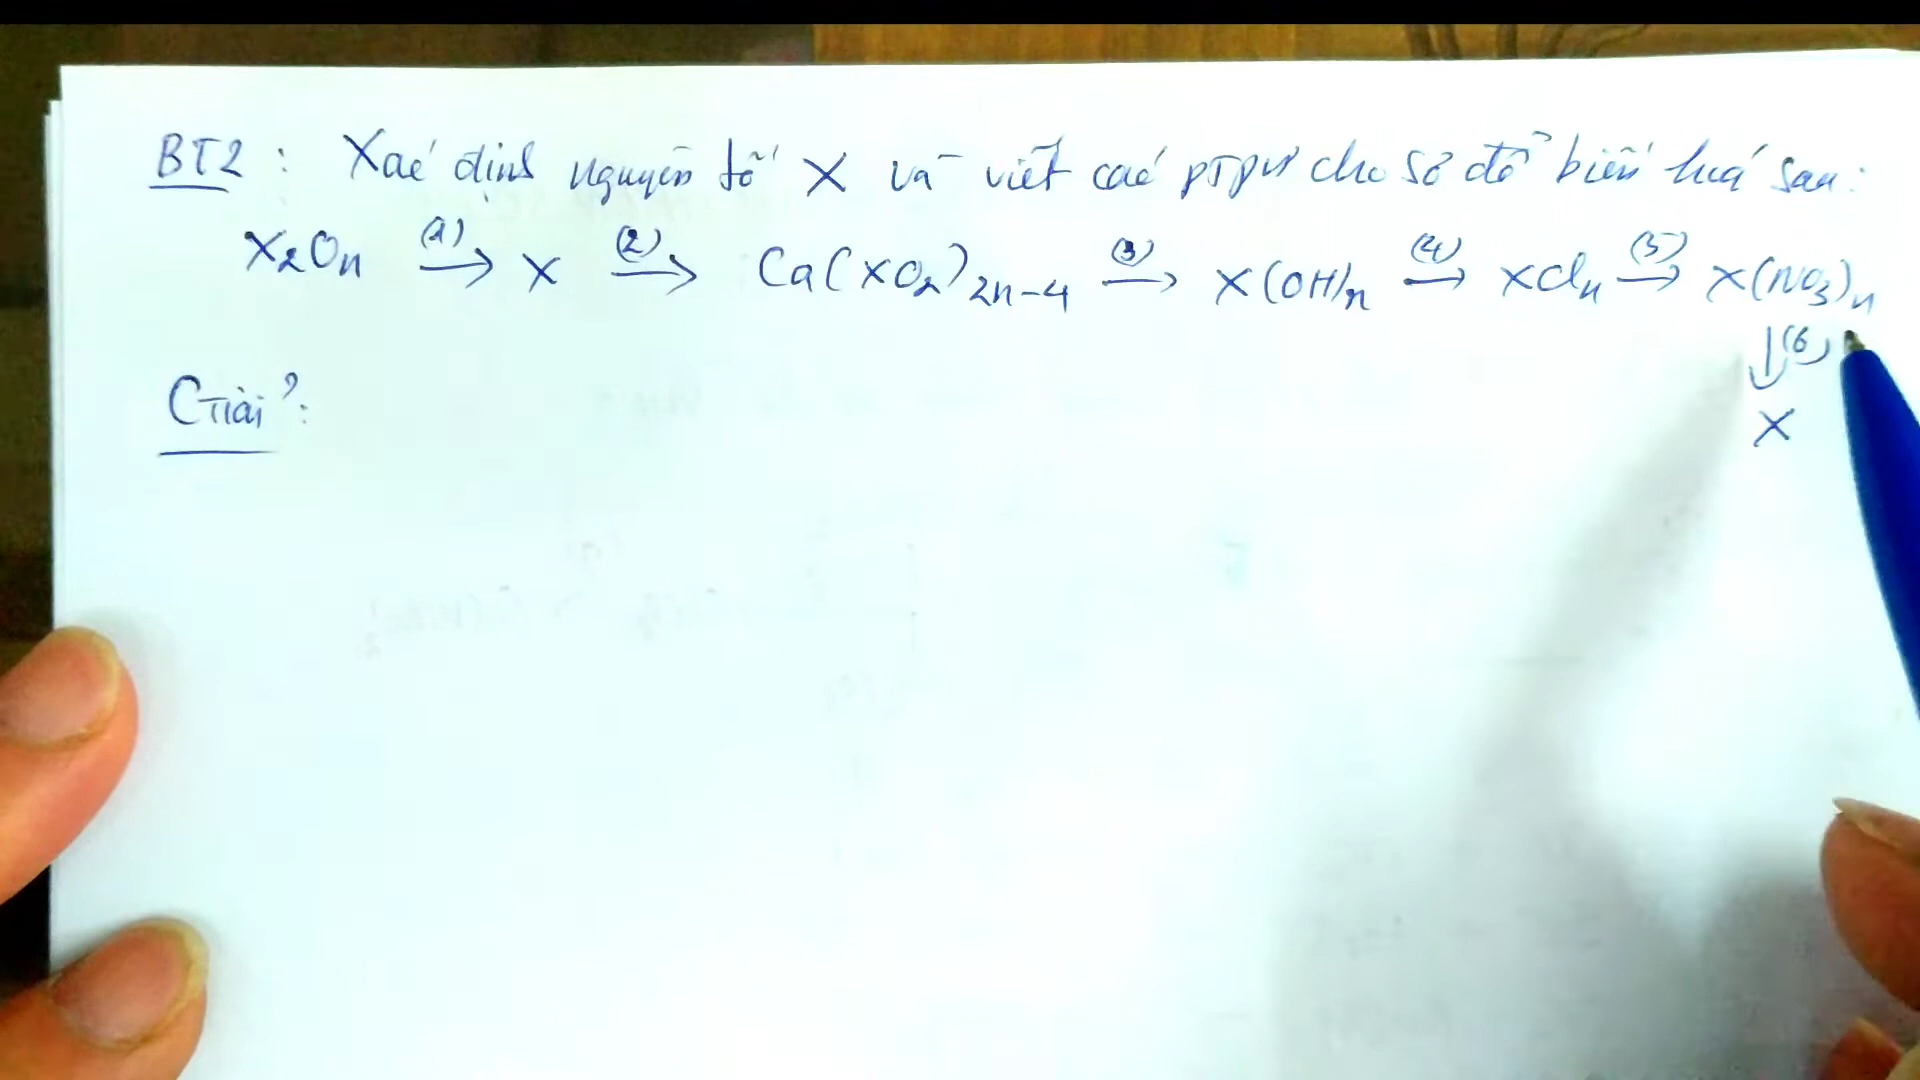 BT2 : Xác định nguyên tố X và viết các PTPƯ cho sơ đồ biến hoá sau:
X₂Oₙ (1)→ X (2)→ Ca(XO₂)₂ₙ₋₄ (3)→ X(OH)ₙ (4)→ XClₙ (5)→ X(NO₃)ₙ
↓(6)
X
Giải :